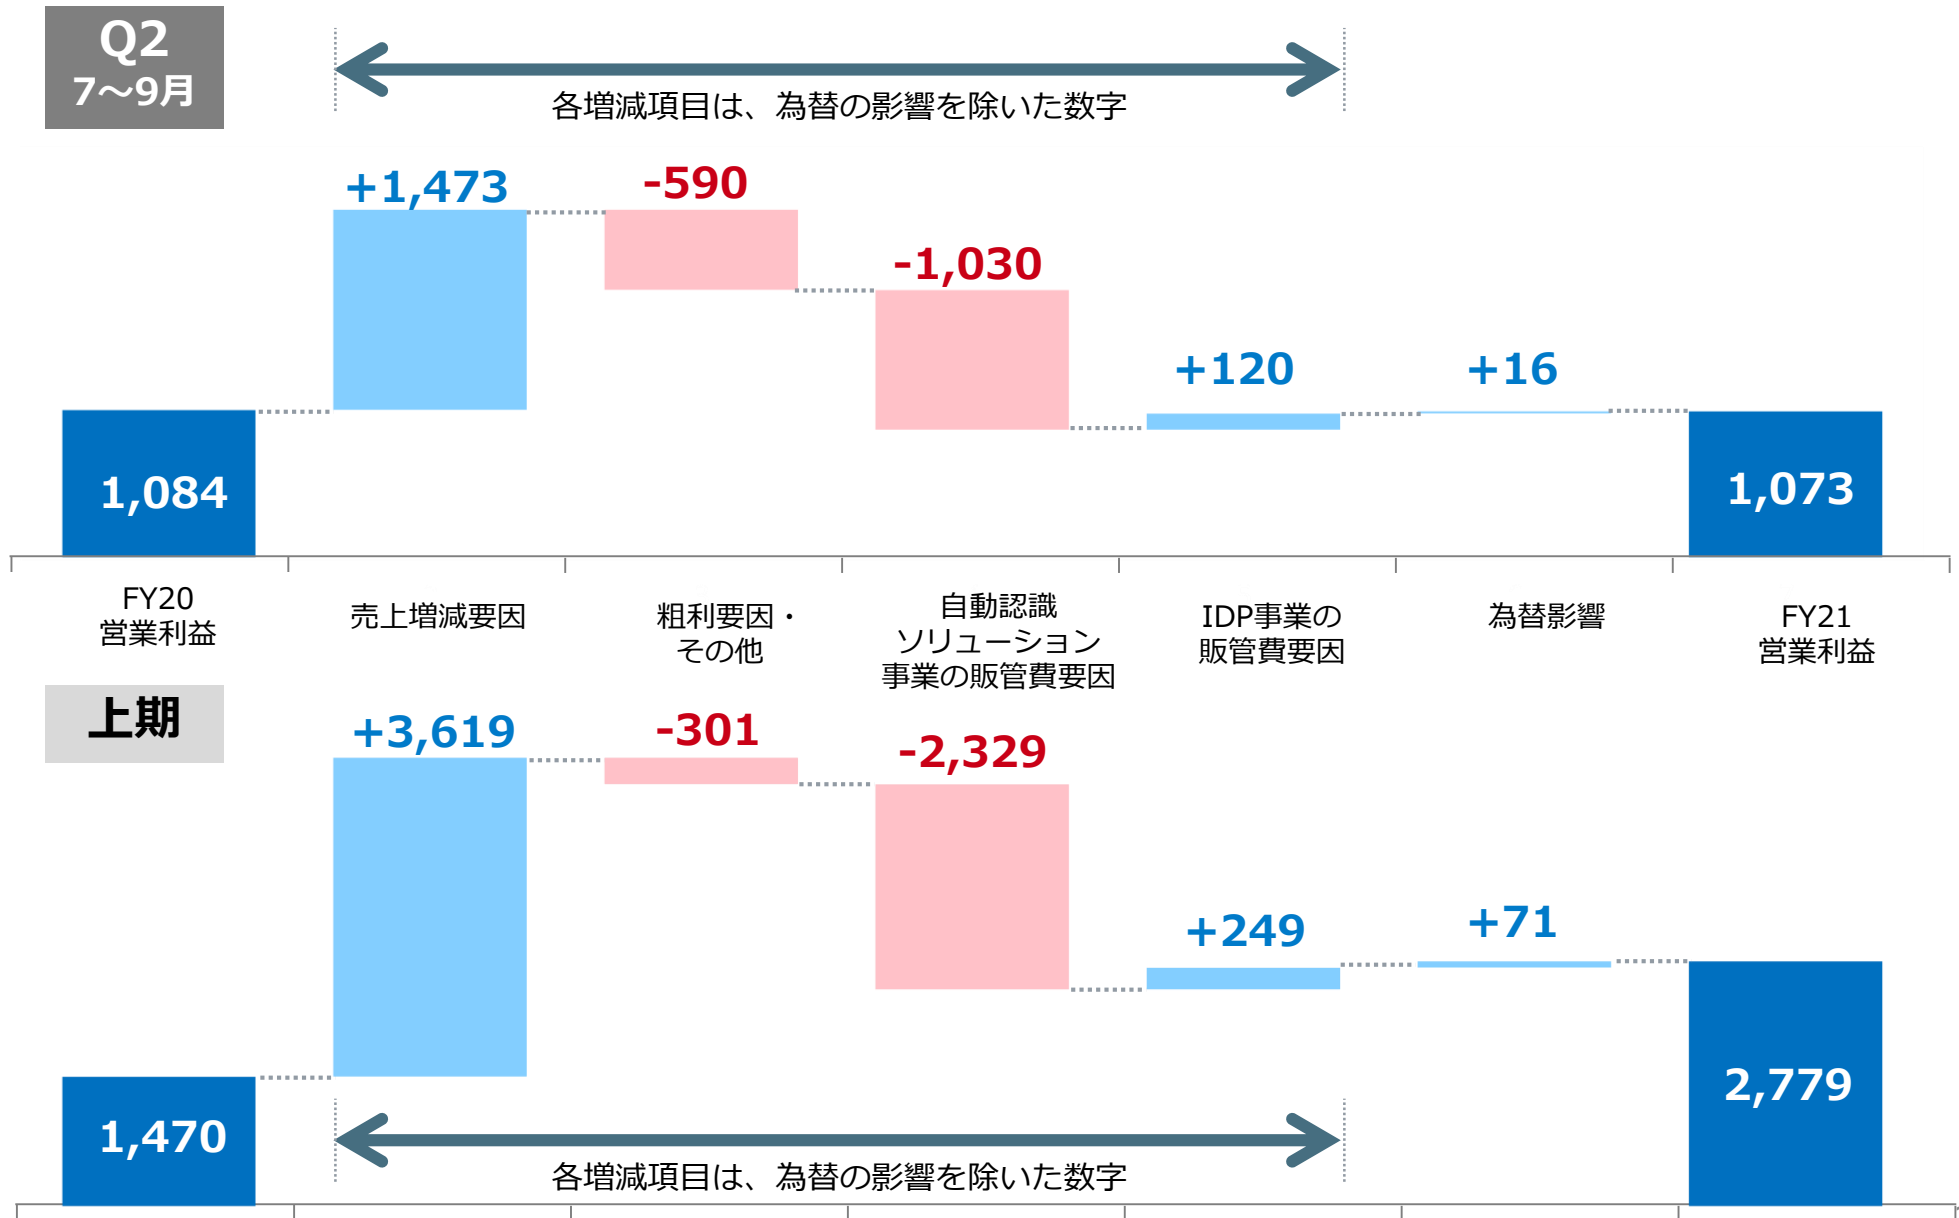 Q2
7～9月
各増減項目は、為替の影響を除いた数字
+1,473
-590
-1,030
+120
+16
1,084
1,073
FY20
営業利益
売上増減要因
粗利要因・
その他
自動認識
ソリューション
事業の販管費要因
IDP事業の
販管費要因
為替影響
FY21
営業利益
上期
+3,619
-301
-2,329
+249
+71
1,470
2,779
各増減項目は、為替の影響を除いた数字